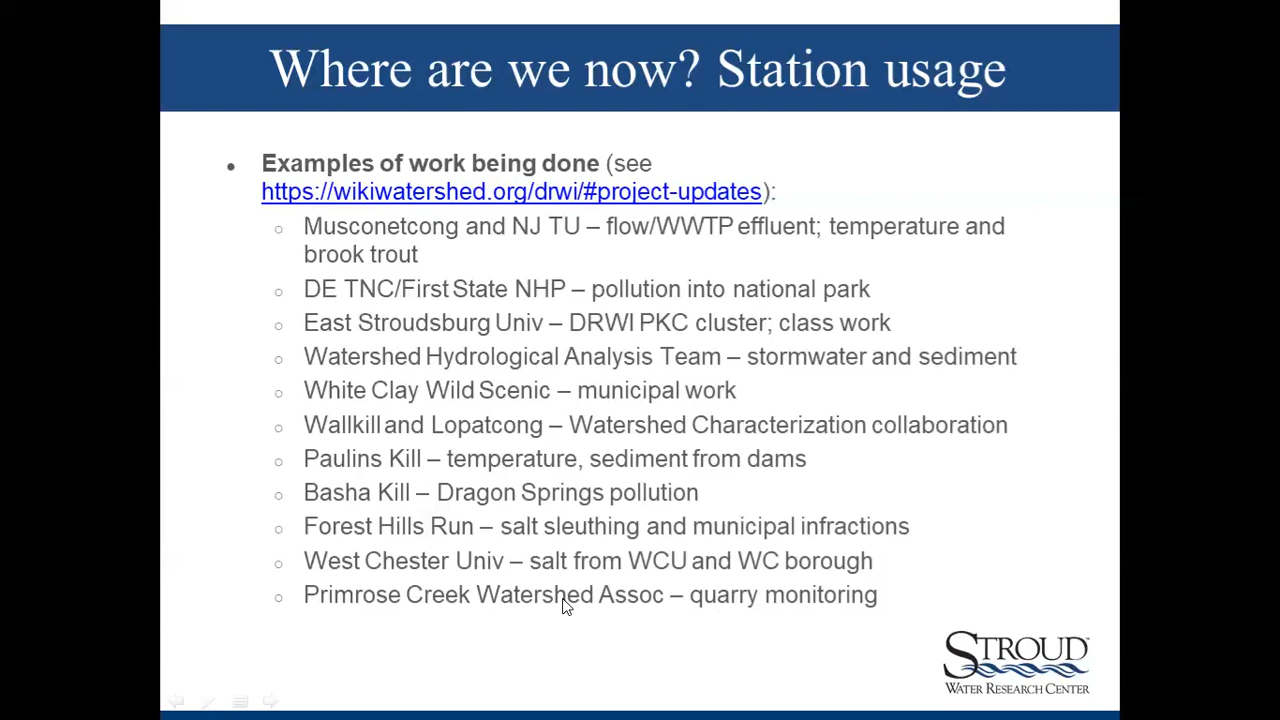 Where are we now? Station usage
• Examples of work being done (see
https://wikiwatershed.org/drwi/#project-updates):
○ Musconetcong and NJ TU – flow/WWTP effluent; temperature and
brook trout
○ DE TNC/First State NHP – pollution into national park
○ East Stroudsburg Univ – DRWI PKC cluster; class work
○ Watershed Hydrological Analysis Team – stormwater and sediment
○ White Clay Wild Scenic – municipal work
○ Wallkill and Lopatcong – Watershed Characterization collaboration
○ Paulins Kill – temperature, sediment from dams
○ Basha Kill – Dragon Springs pollution
○ Forest Hills Run – salt sleuthing and municipal infractions
○ West Chester Univ – salt from WCU and WC borough
○ Primrose Creek Watershed Assoc – quarry monitoring
STROUD
WATER RESEARCH CENTER